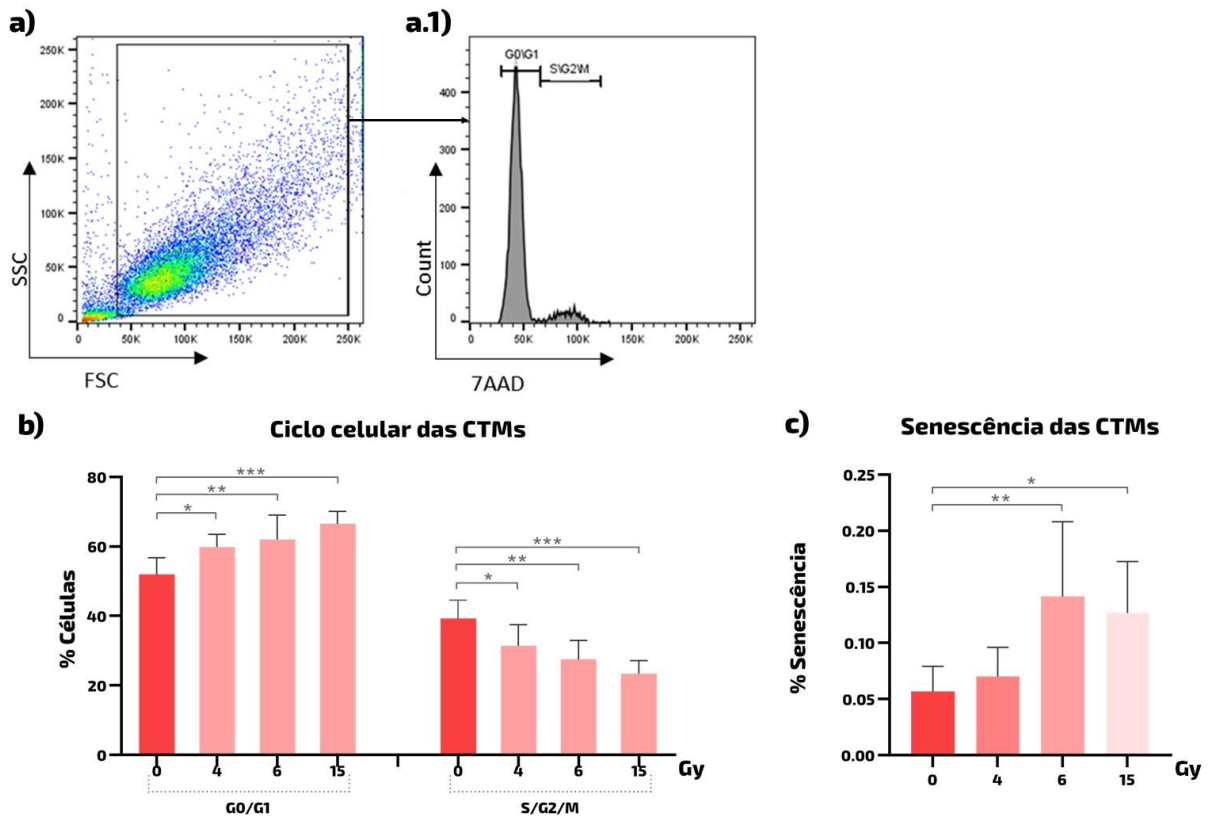 a)
a.1)
250K
200K
150K
100K
50K
0
SSC
0 50K 100K 150K 200K 250K
FSC
G0\G1
S\G2\M
400
300
200
100
0
Count
0 50K 100K 150K 200K 250K
7AAD
b)
Ciclo celular das CTMs
80
60
40
20
0
% Células
***
**
*
***
**
*
0 4 6 15 0 4 6 15 Gy
G0/G1 S/G2/M
c)
Senescência das CTMs
0.25
0.20
0.15
0.10
0.05
0.00
% Senescência
*
**
0 4 6 15 Gy